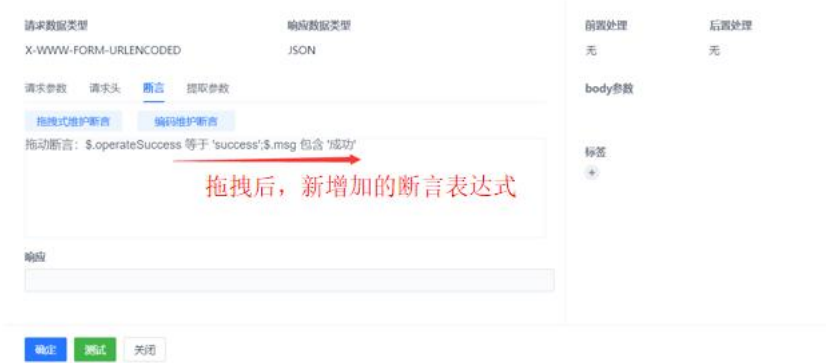 请求数据类型 响应数据类型 前置处理 后置处理
X-WWW-FORM-URLENCODED JSON 无 无
请求参数 请求头 断言 提取参数 body参数
拖拽式维护断言 编码维护断言
拖动断言：$.operateSuccess 等于 'success';$.msg 包含 '成功'
标签
+
拖拽后，新增加的断言表达式
响应
确定 测试 关闭